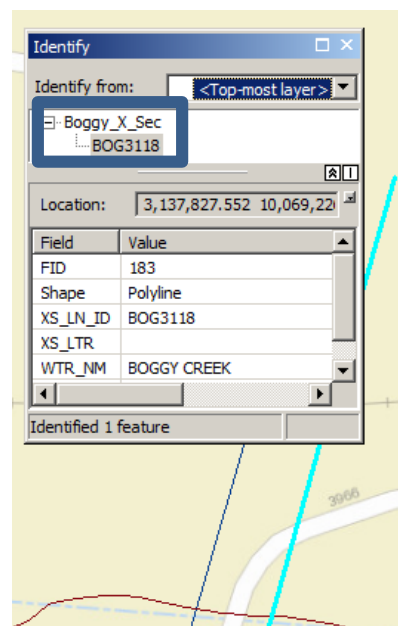 Identify
Identify from: <Top-most layer>
Boggy_X_Sec
BOG3118
Location: 3,137,827.552 10,069,22
Field Value
FID 183
Shape Polyline
XS_LN_ID BOG3118
XS_LTR
WTR_NM BOGGY CREEK
Identified 1 feature
3966